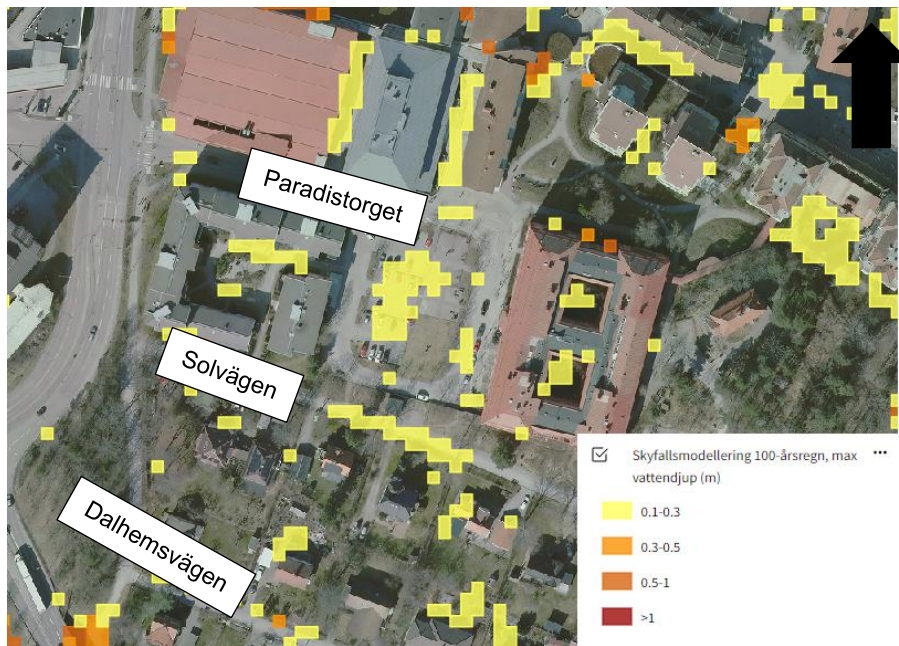 Paradistorget
Solvägen
Dalhemsvägen
Skyfallsmodellering 100-årsregn, max
vattendjup (m)
0.1-0.3
0.3-0.5
0.5-1
>1